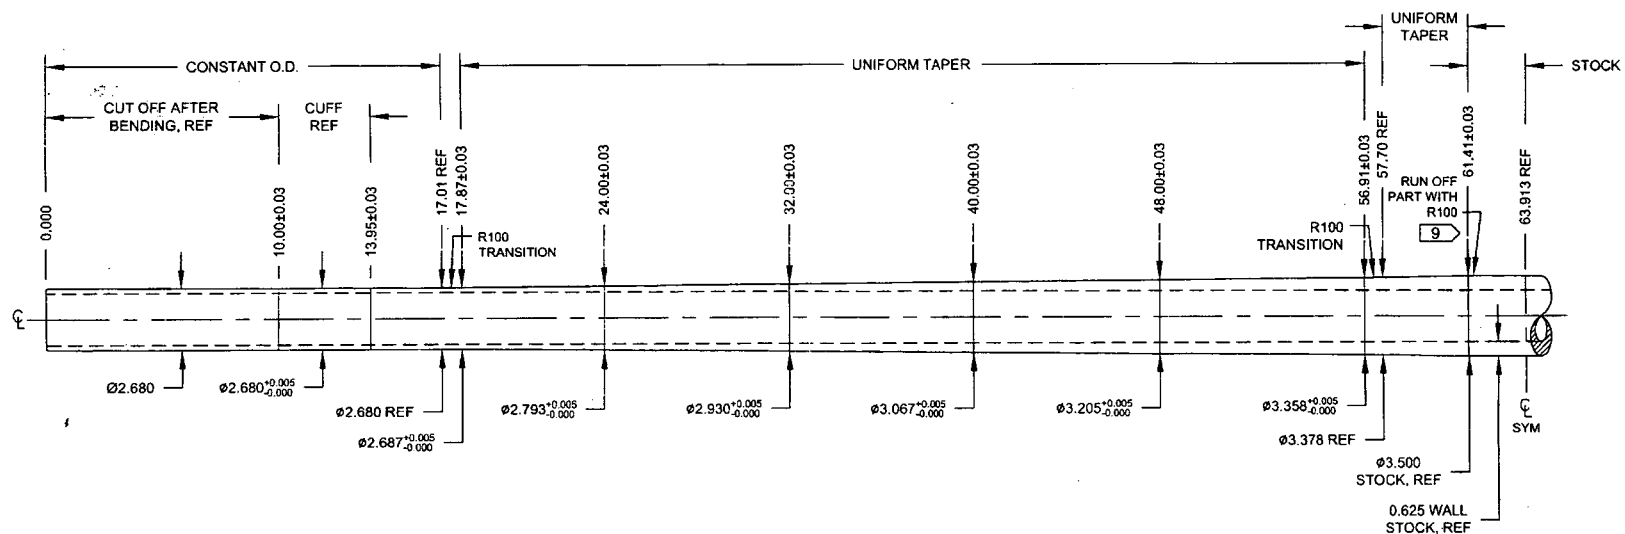 UNIFORM
TAPER
CONSTANT O.D.
UNIFORM TAPER
STOCK
CUT OFF AFTER
BENDING, REF
CUFF
REF
0.000
10.00±0.03
13.95±0.03
17.01 REF
17.87±0.03
24.00±0.03
32.00±0.03
40.00±0.03
48.00±0.03
56.91±0.03
57.70 REF
61.41±0.03
63.913 REF
R100
TRANSITION
R100
TRANSITION
RUN OFF
PART WITH
R100
9
℄
Ø2.680
Ø2.680+0.005 -0.000
Ø2.680 REF
Ø2.687+0.005 -0.000
Ø2.793+0.005 -0.000
Ø2.930+0.005 -0.000
Ø3.067+0.005 -0.000
Ø3.205+0.005 -0.000
Ø3.358+0.005 -0.000
Ø3.378 REF
Ø3.500
STOCK, REF
0.625 WALL
STOCK, REF
℄
SYM